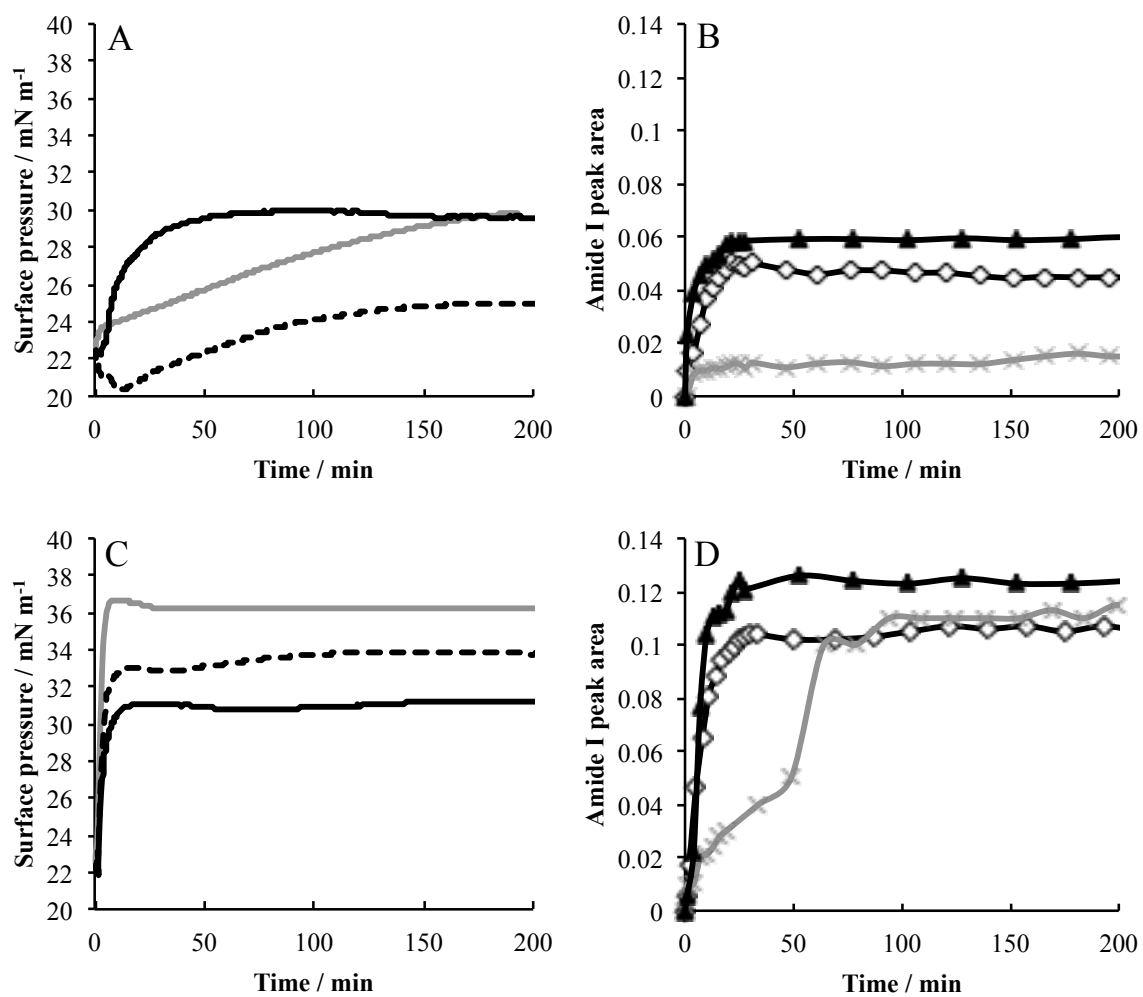 A
40
38
36
34
32
30
28
26
24
22
20
Surface pressure / mN m⁻¹
0 50 100 150 200
Time / min
B
0.14
0.12
0.1
0.08
0.06
0.04
0.02
0
Amide I peak area
0 50 100 150 200
Time / min
C
40
38
36
34
32
30
28
26
24
22
20
Surface pressure / mN m⁻¹
0 50 100 150 200
Time / min
D
0.14
0.12
0.1
0.08
0.06
0.04
0.02
0
Amide I peak area
0 50 100 150 200
Time / min